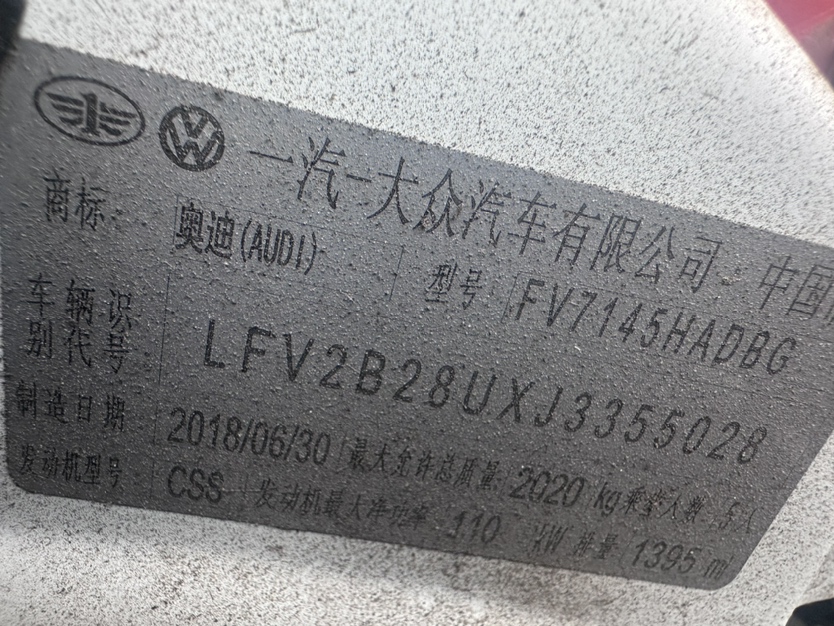 一汽-大众汽车有限公司 中国
商标 奥迪(AUDI) 型号 FV7145HADBG
车辆识
别代号 LFV2B28UXJ3355028
制造日期 2018/06/30 最大允许总质量 2020 kg 乘坐人数 5人
发动机型号 CSS 发动机最大净功率 110 kW 排量 1395 ml